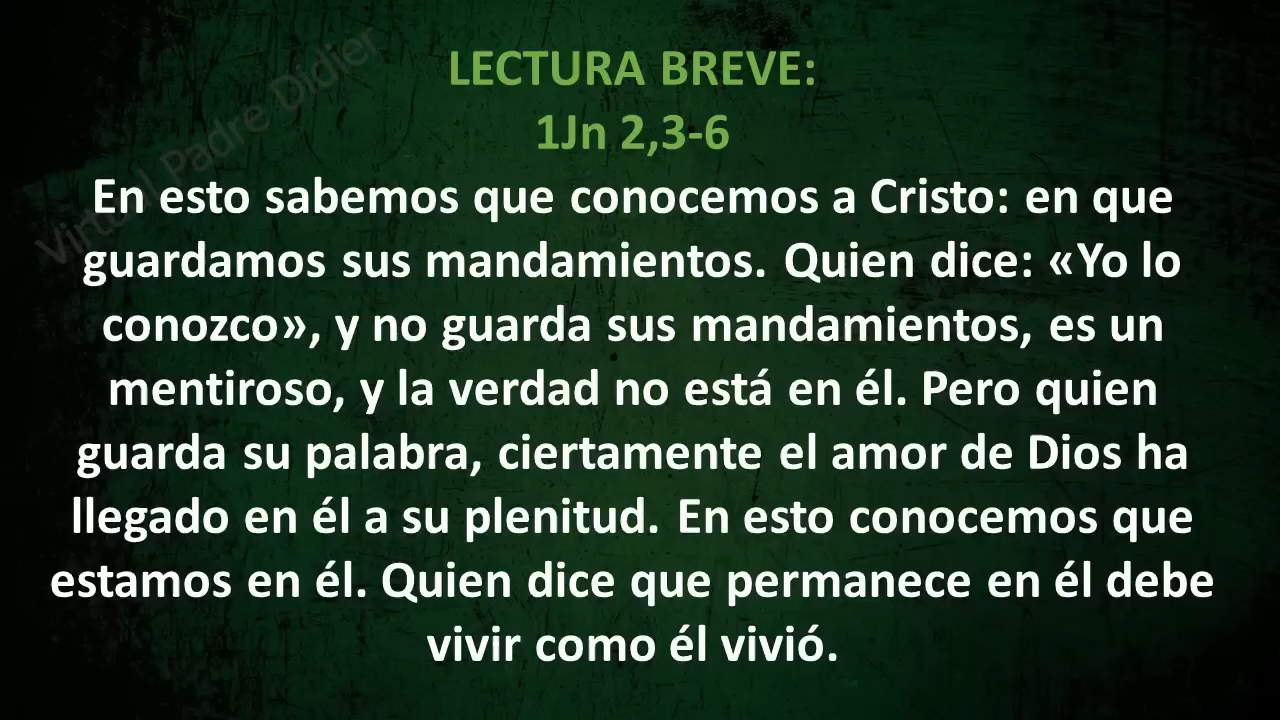 LECTURA BREVE:
1Jn 2,3-6
En esto sabemos que conocemos a Cristo: en que
guardamos sus mandamientos. Quien dice: «Yo lo
conozco», y no guarda sus mandamientos, es un
mentiroso, y la verdad no está en él. Pero quien
guarda su palabra, ciertamente el amor de Dios ha
llegado en él a su plenitud. En esto conocemos que
estamos en él. Quien dice que permanece en él debe
vivir como él vivió.
Padre Didier